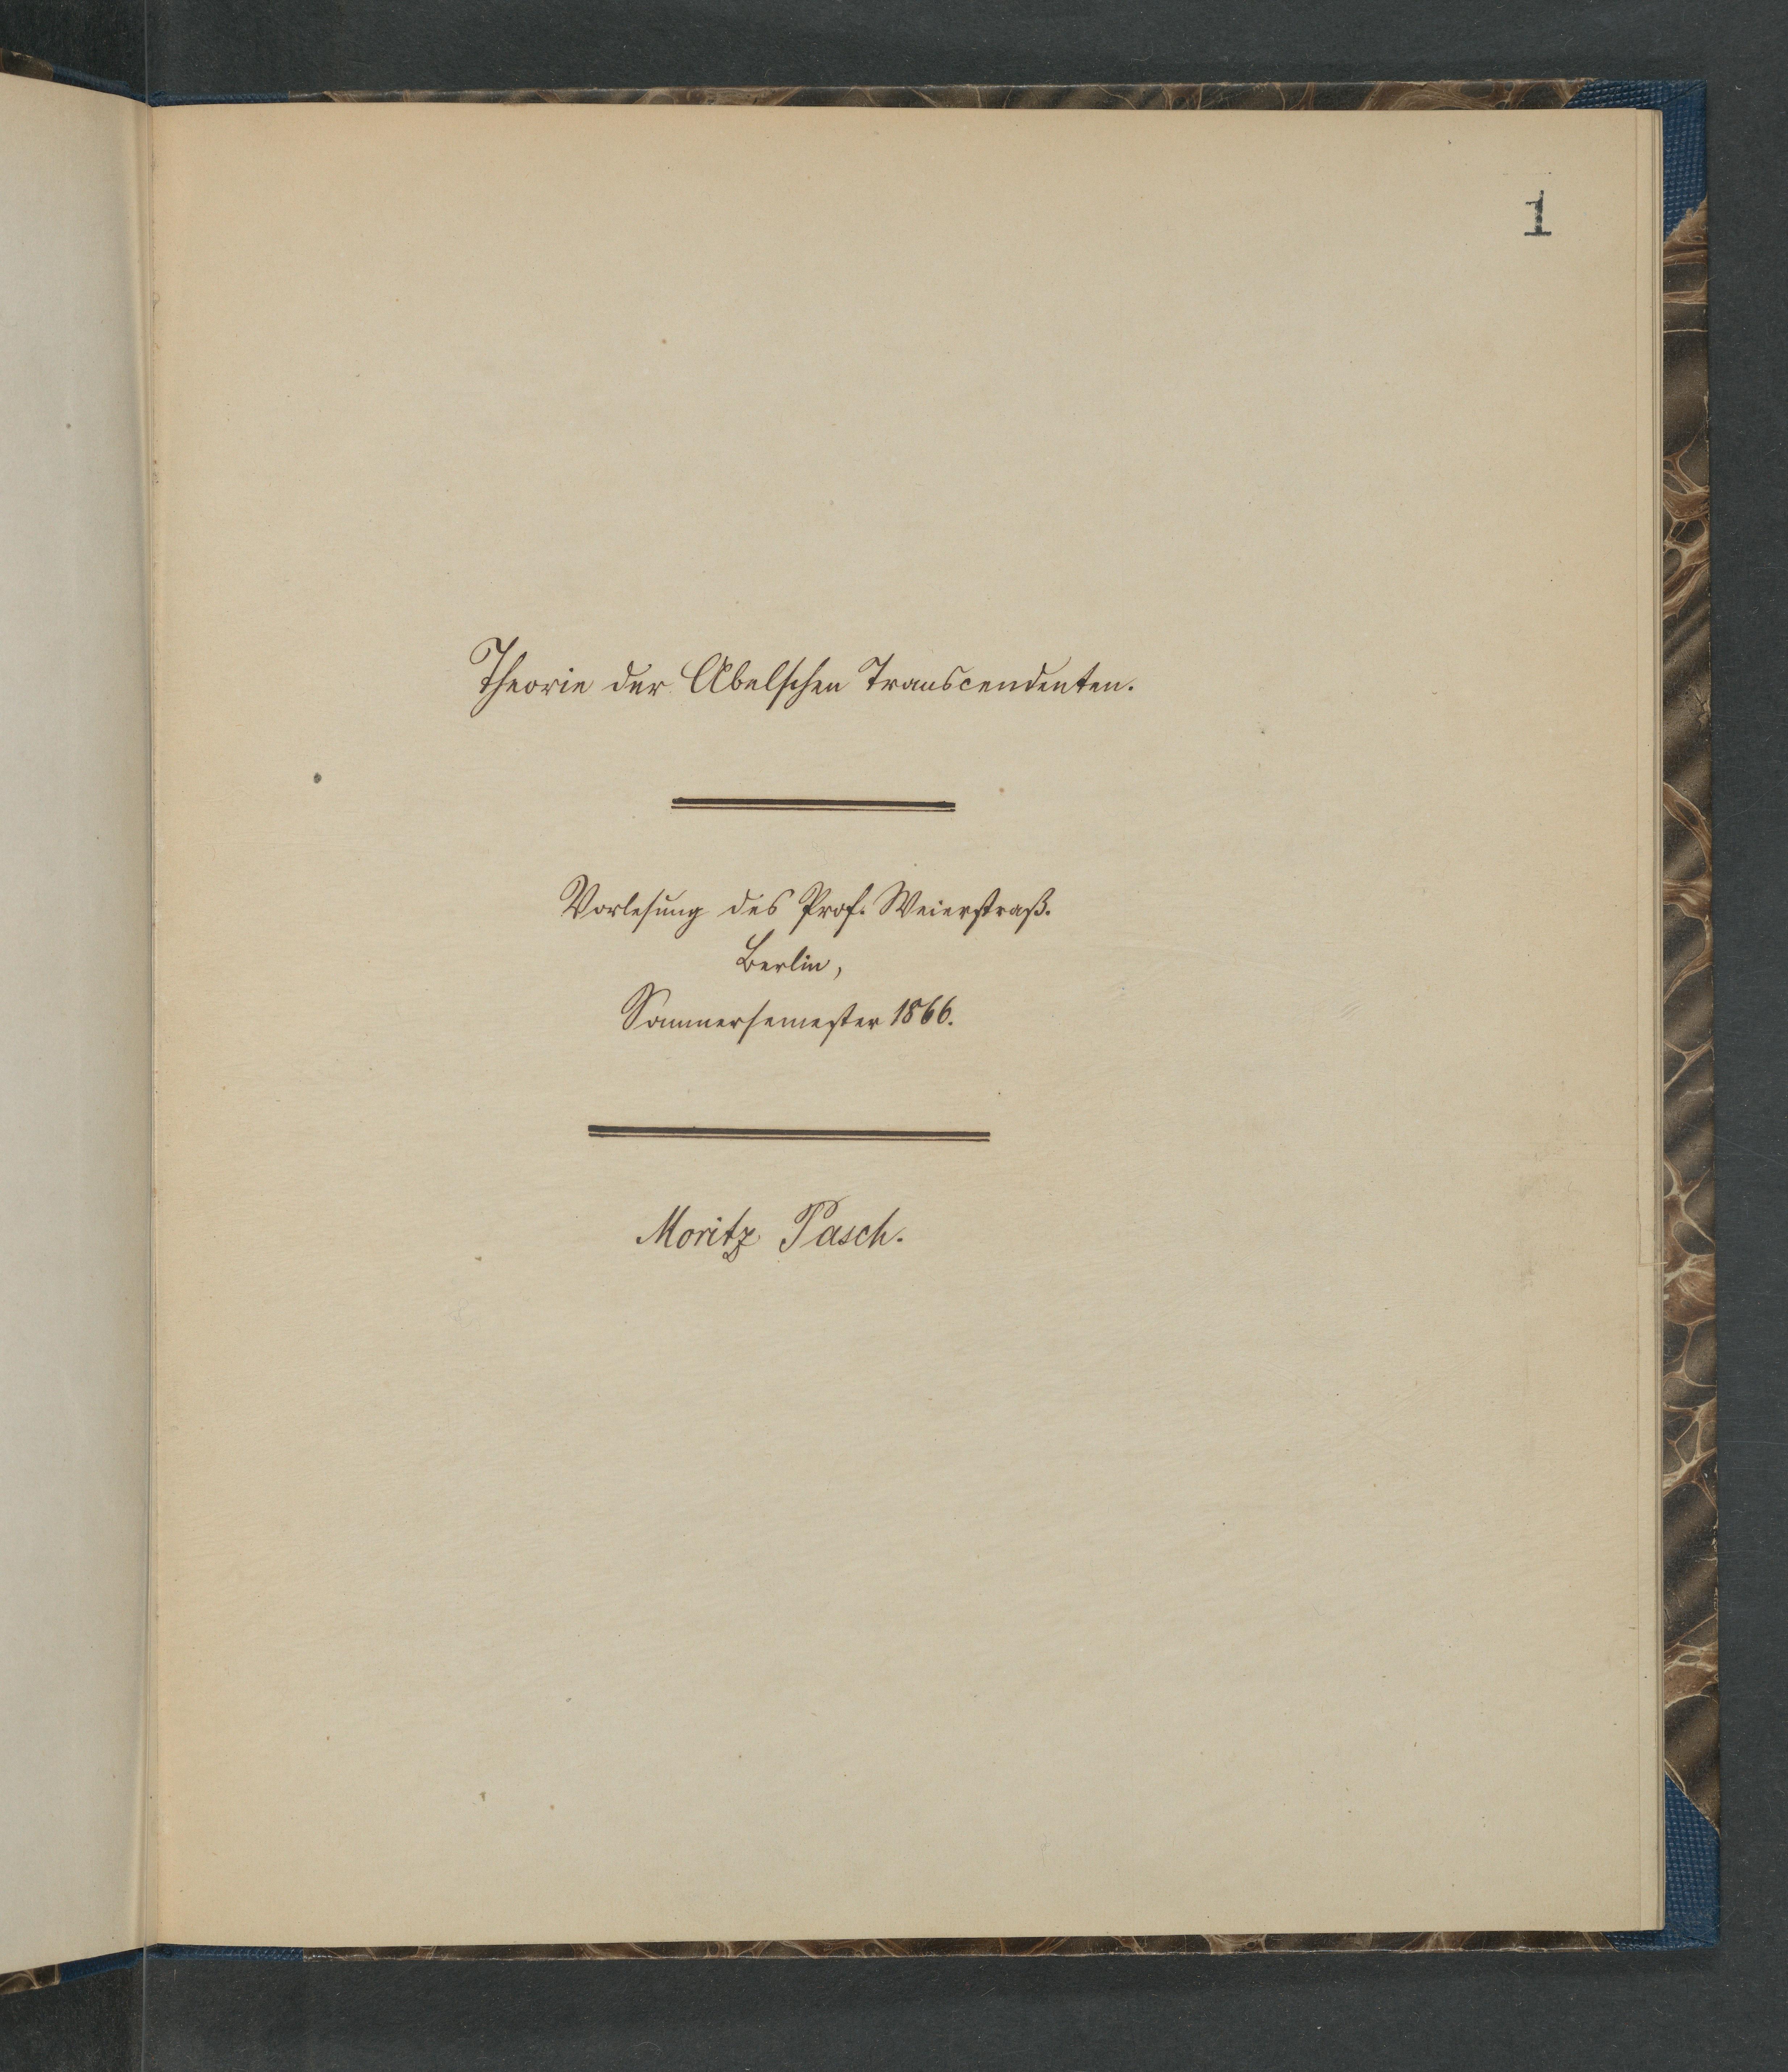 1
Theorie der Abelschen Transcendenten.
Vorlesung des Prof. Weierstraß.
Berlin,
Sommersemester 1866.
Moritz Pasch.